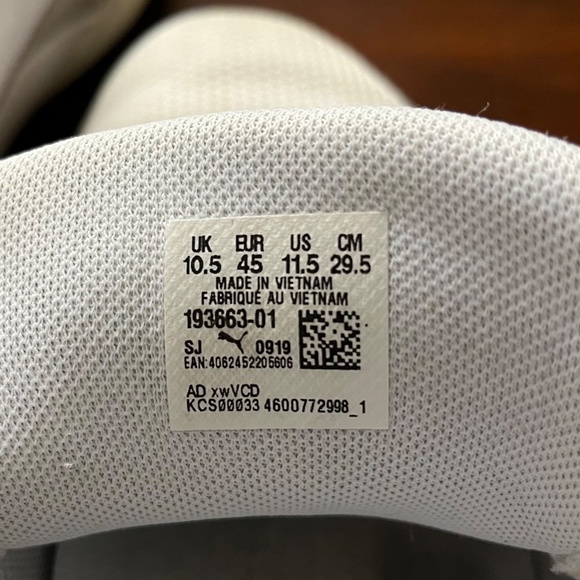 UK EUR US CM
10.5 45 11.5 29.5
MADE IN VIETNAM
FABRIQUÉ AU VIETNAM
193663-01
SJ 0919
EAN:4062452205606
AD xwVCD
KCS00033 4600772998_1